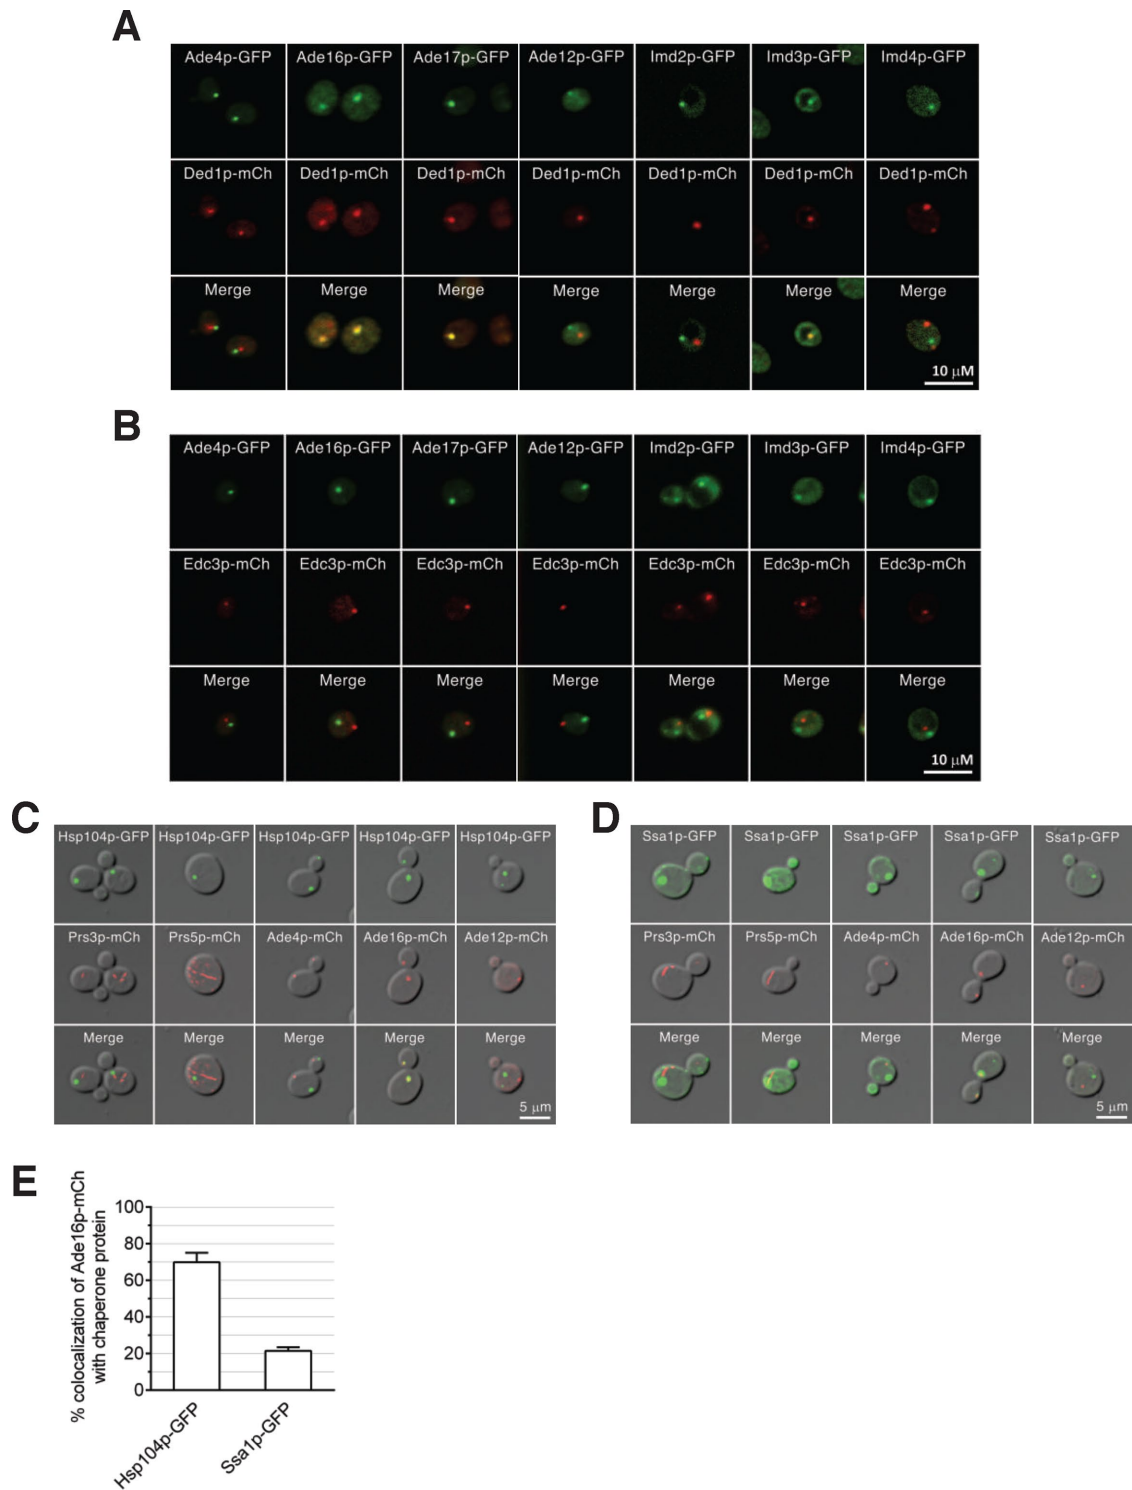 A
Ade4p-GFP Ade16p-GFP Ade17p-GFP Ade12p-GFP Imd2p-GFP Imd3p-GFP Imd4p-GFP
Ded1p-mCh Ded1p-mCh Ded1p-mCh Ded1p-mCh Ded1p-mCh Ded1p-mCh Ded1p-mCh
Merge Merge Merge Merge Merge Merge Merge
10 µM
B
Ade4p-GFP Ade16p-GFP Ade17p-GFP Ade12p-GFP Imd2p-GFP Imd3p-GFP Imd4p-GFP
Edc3p-mCh Edc3p-mCh Edc3p-mCh Edc3p-mCh Edc3p-mCh Edc3p-mCh Edc3p-mCh
Merge Merge Merge Merge Merge Merge Merge
10 µM
C
Hsp104p-GFP Hsp104p-GFP Hsp104p-GFP Hsp104p-GFP Hsp104p-GFP
Prs3p-mCh Prs5p-mCh Ade4p-mCh Ade16p-mCh Ade12p-mCh
Merge Merge Merge Merge Merge
5 µm
D
Ssa1p-GFP Ssa1p-GFP Ssa1p-GFP Ssa1p-GFP Ssa1p-GFP
Prs3p-mCh Prs5p-mCh Ade4p-mCh Ade16p-mCh Ade12p-mCh
Merge Merge Merge Merge Merge
5 µm
E
% colocalization of Ade16p-mCh
with chaperone protein
100
80
60
40
20
0
Hsp104p-GFP
Ssa1p-GFP